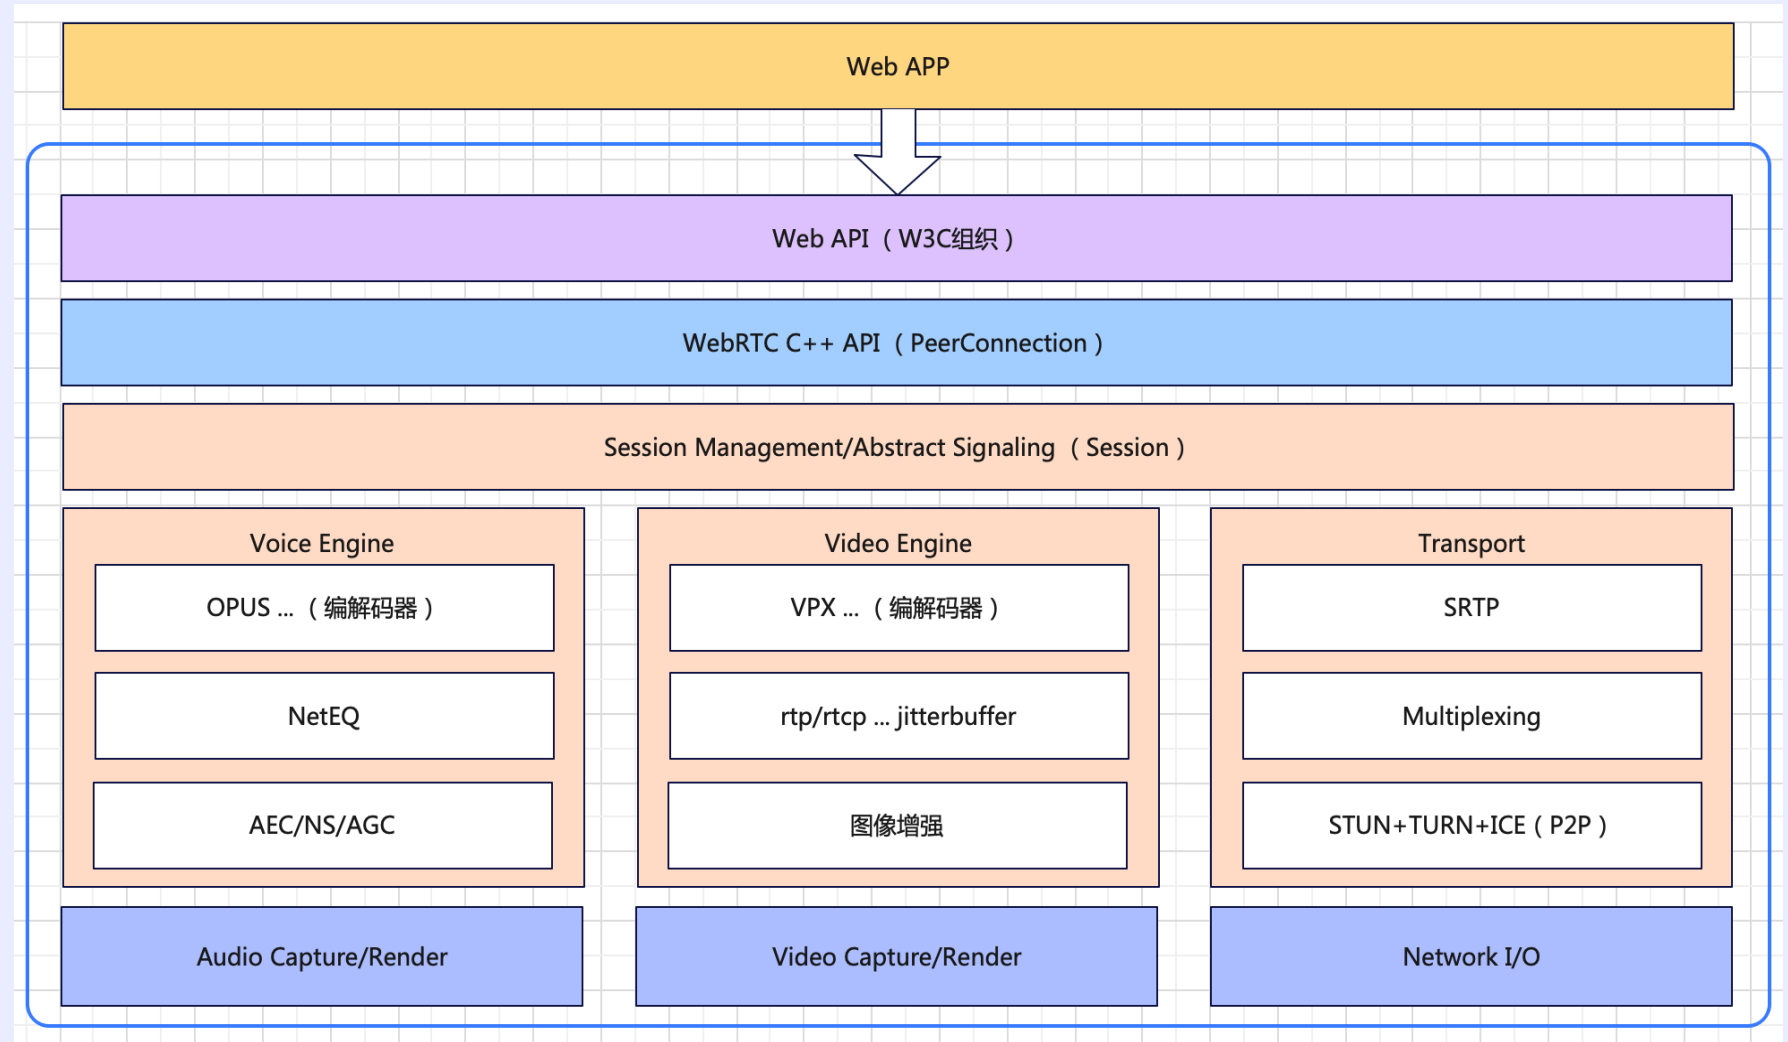 Web APP
Web API（W3C组织）
WebRTC C++ API（PeerConnection）
Session Management/Abstract Signaling（Session）
Voice Engine
OPUS ...（编解码器）
NetEQ
AEC/NS/AGC
Video Engine
VPX ...（编解码器）
rtp/rtcp ... jitterbuffer
图像增强
Transport
SRTP
Multiplexing
STUN+TURN+ICE（P2P）
Audio Capture/Render
Video Capture/Render
Network I/O